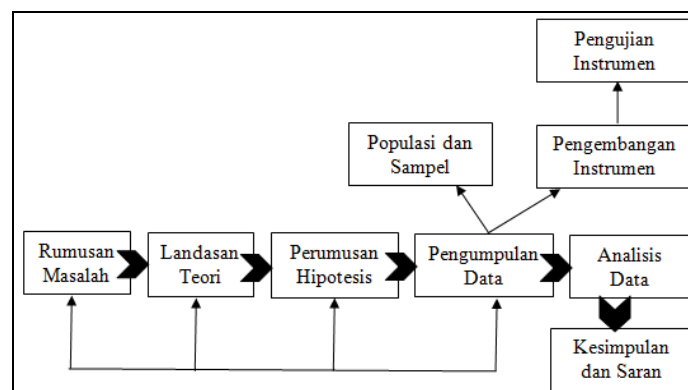 Pengujian
Instrumen
Populasi dan
Sampel
Pengembangan
Instrumen
Rumusan
Masalah
Landasan
Teori
Perumusan
Hipotesis
Pengumpulan
Data
Analisis
Data
Kesimpulan
dan Saran